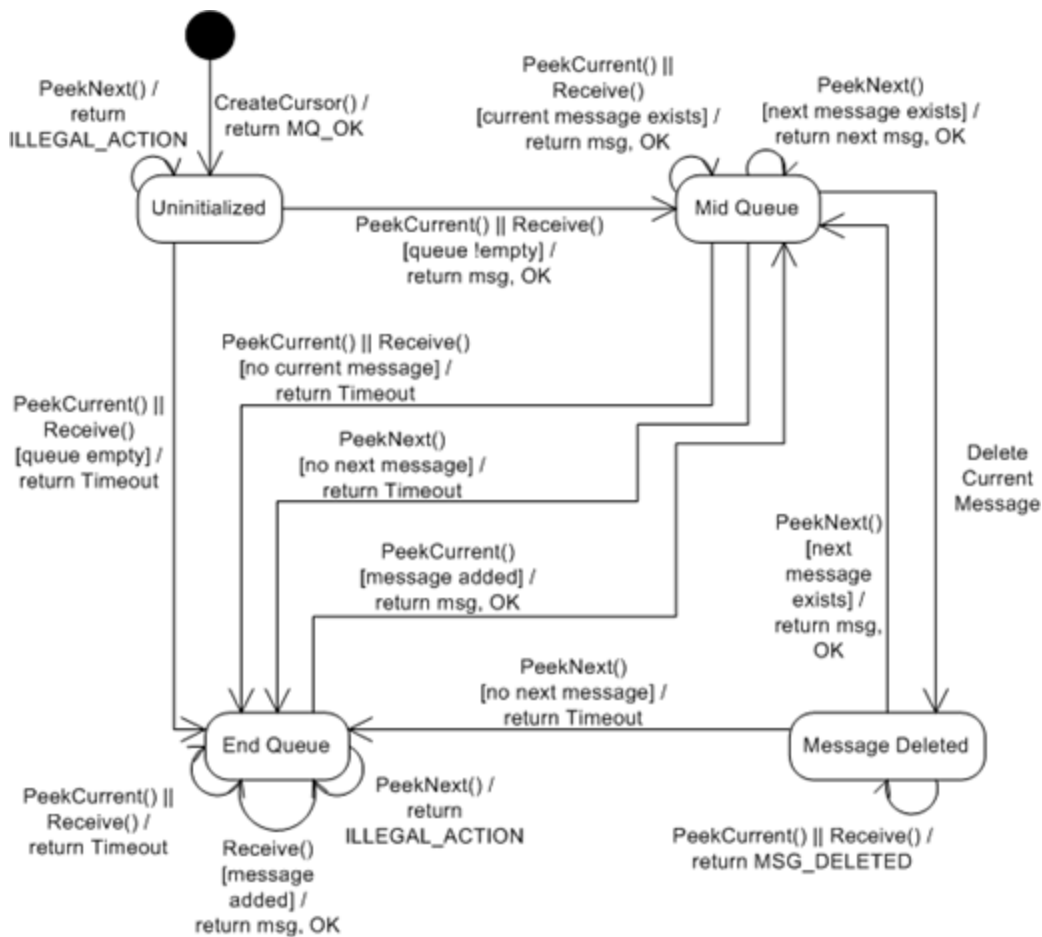 PeekNext() /
return
ILLEGAL_ACTION
CreateCursor() /
return MQ_OK
PeekCurrent() ||
Receive()
[current message exists] /
return msg, OK
PeekNext()
[next message exists] /
return next msg, OK
Uninitialized
Mid Queue
PeekCurrent() || Receive()
[queue !empty] /
return msg, OK
PeekCurrent() || Receive()
[no current message] /
return Timeout
PeekCurrent() ||
Receive()
[queue empty] /
return Timeout
PeekNext()
[no next message] /
return Timeout
Delete
Current
Message
PeekCurrent()
[message added] /
return msg, OK
PeekNext()
[next
message
exists] /
return msg,
OK
PeekNext()
[no next message] /
return Timeout
End Queue
Message Deleted
PeekCurrent() ||
Receive() /
return Timeout
Receive()
[message
added] /
return msg, OK
PeekNext() /
return
ILLEGAL_ACTION
PeekCurrent() || Receive() /
return MSG_DELETED